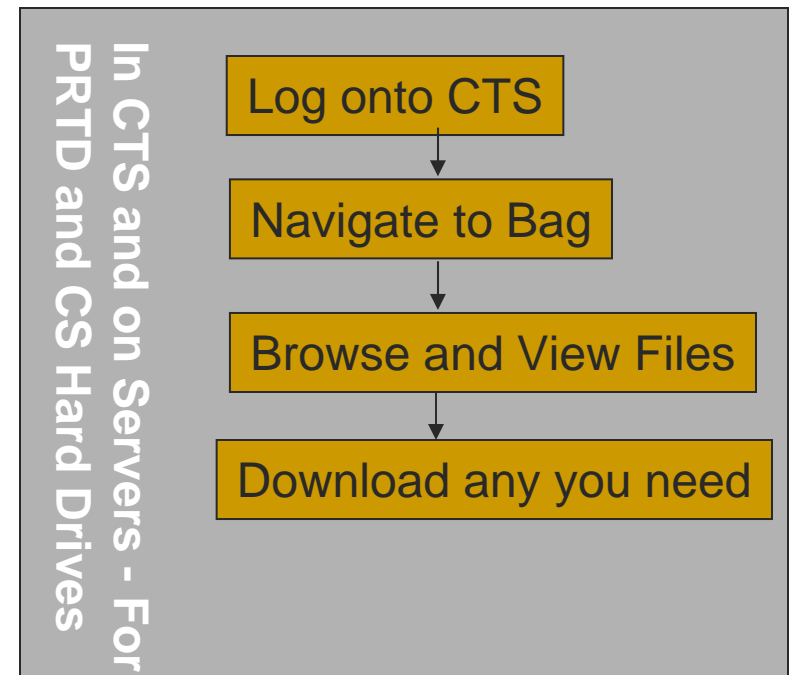 In CTS and on Servers - For
PRTD and CS Hard Drives
Log onto CTS
Navigate to Bag
Browse and View Files
Download any you need